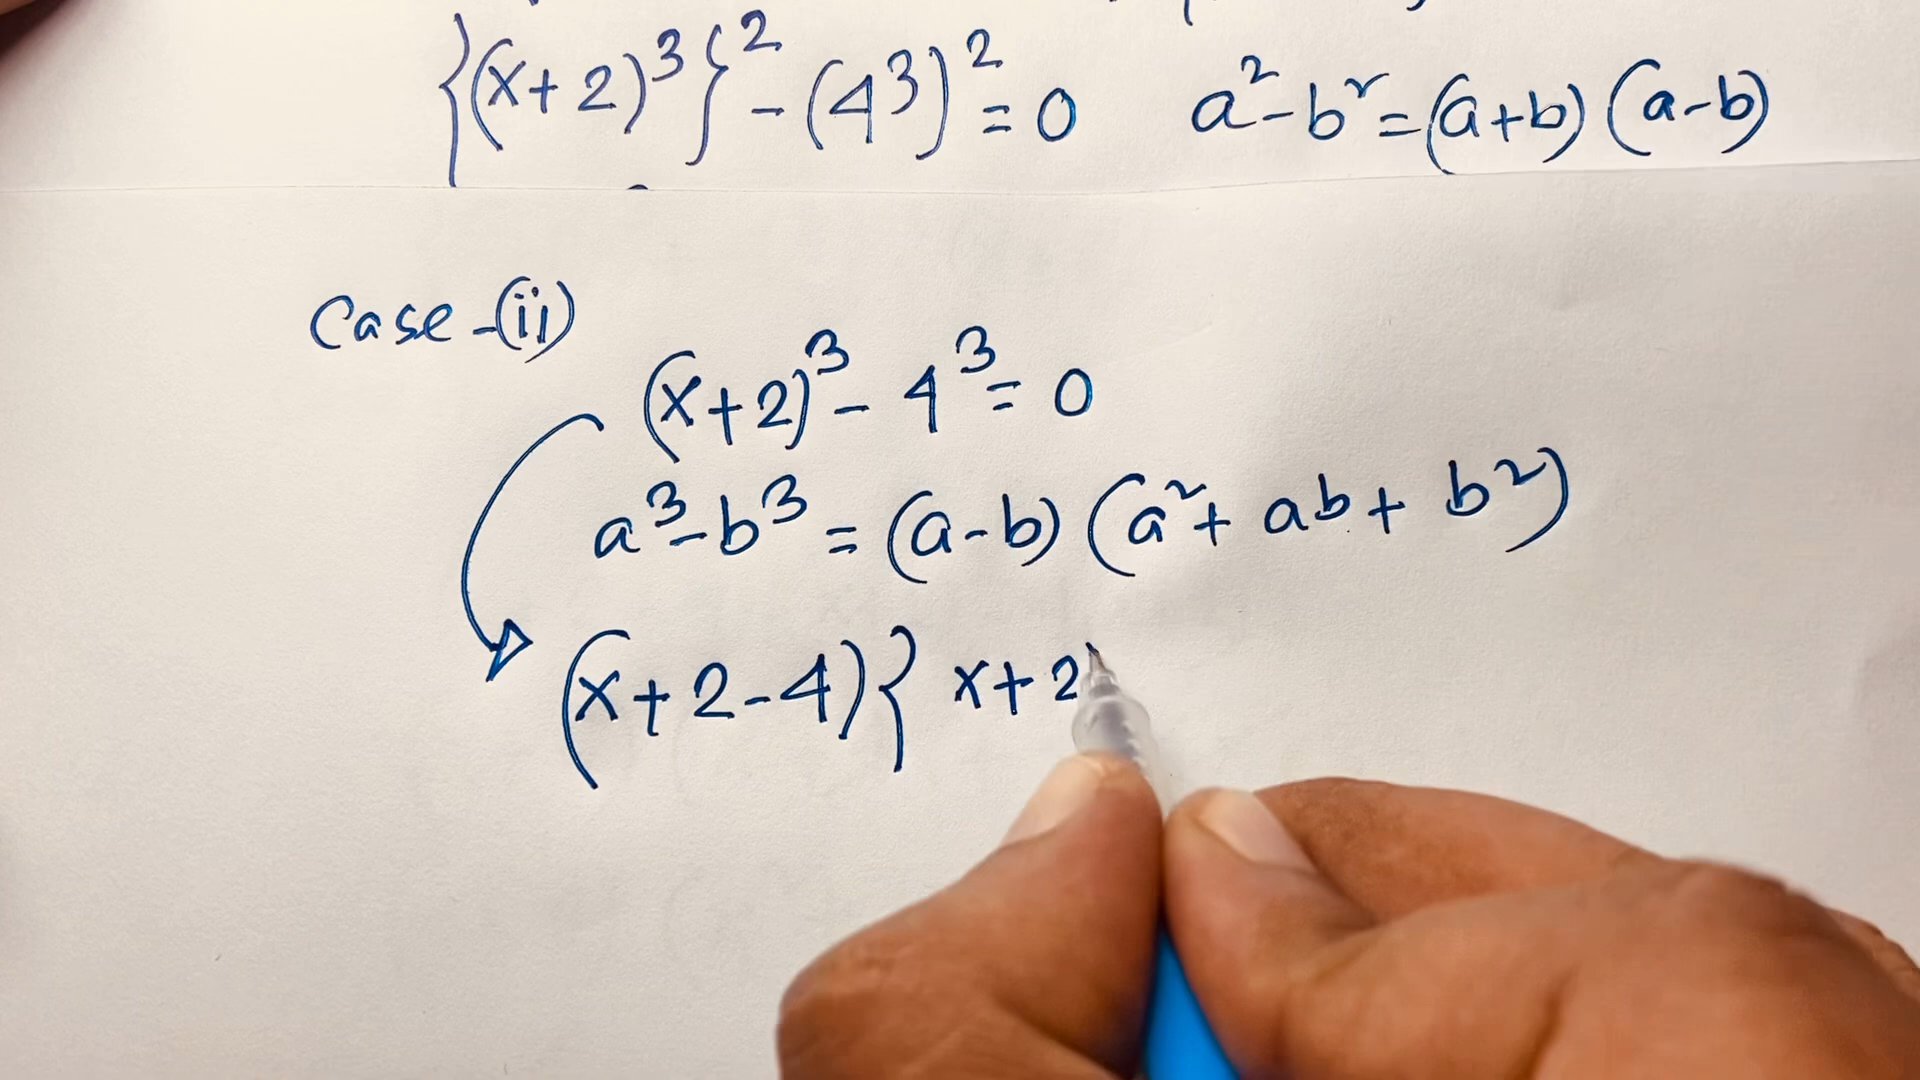 {(x+2)³}² - (4³)² = 0    a² - b² = (a+b)(a-b)
Case-(ii)
(x+2)³ - 4³ = 0
a³ - b³ = (a-b)(a² + ab + b²)
(x+2-4){ x+2